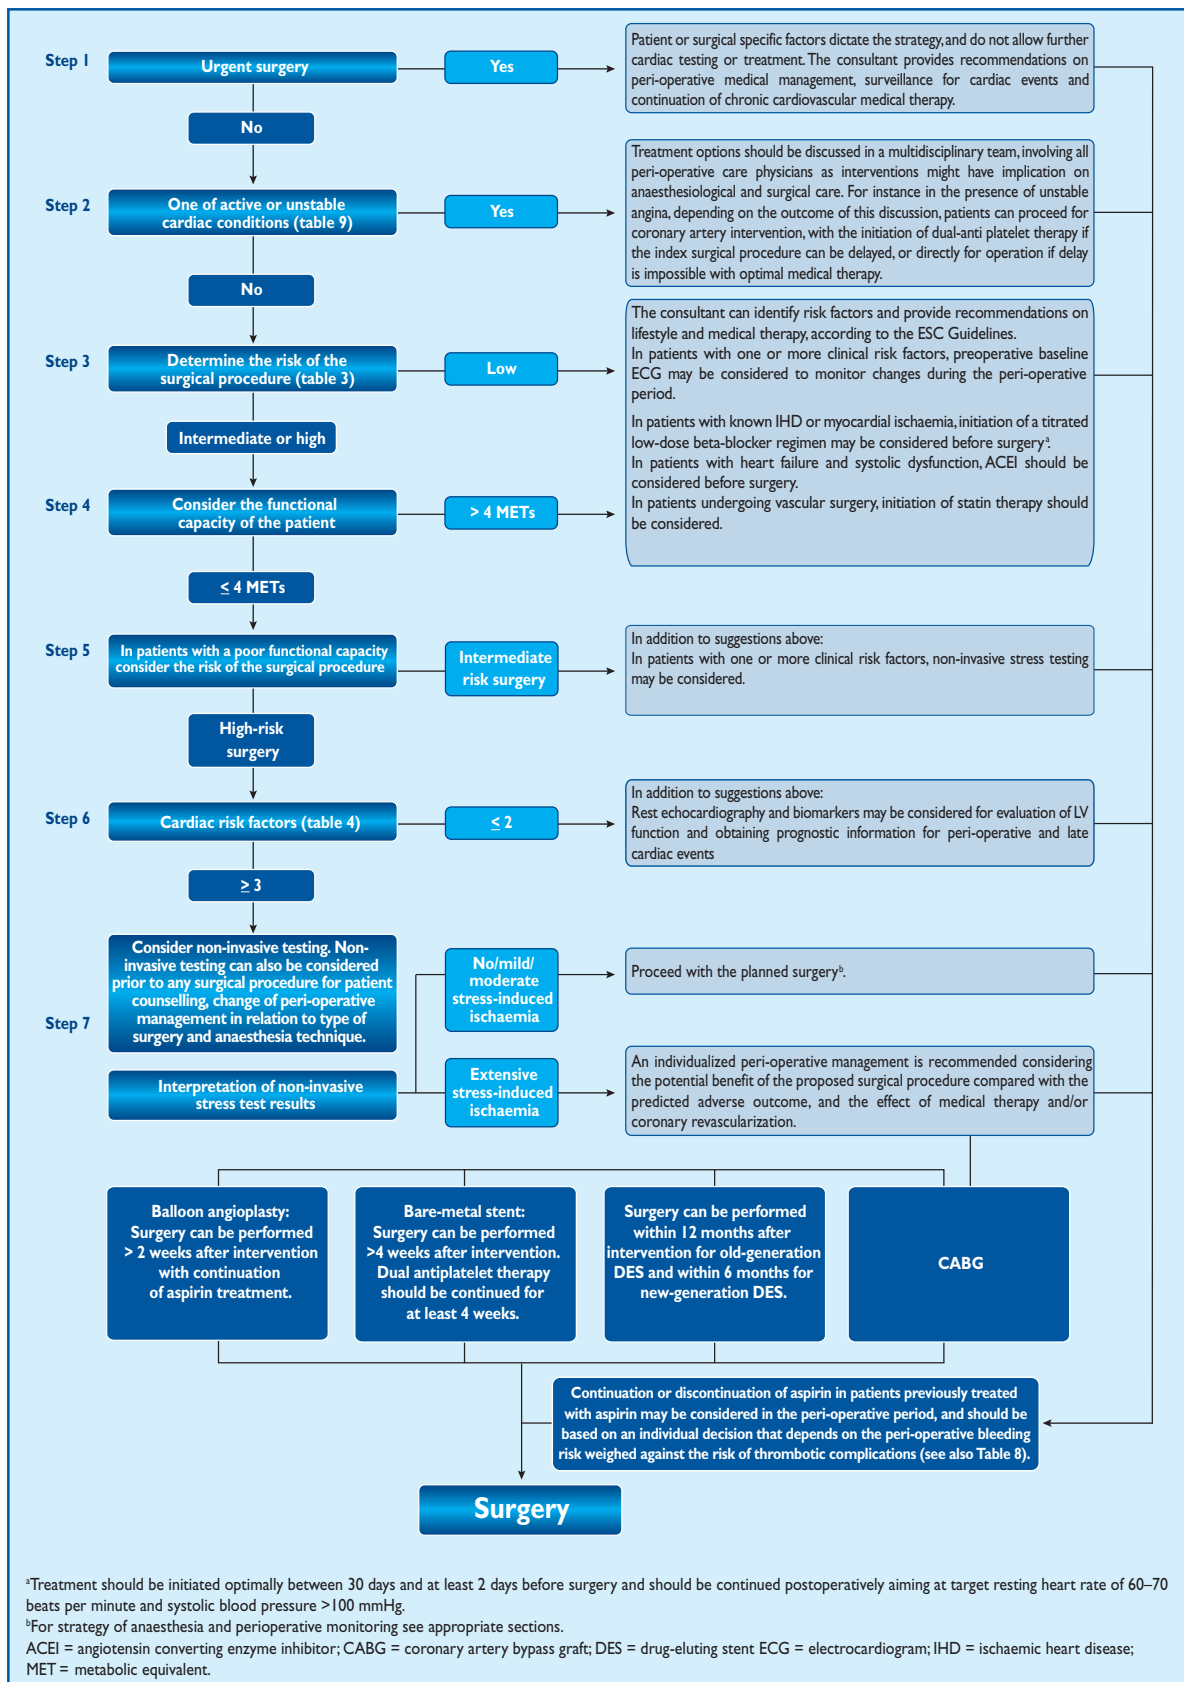 Step 1
Urgent surgery
Yes
Patient or surgical specific factors dictate the strategy, and do not allow further
cardiac testing or treatment. The consultant provides recommendations on
peri-operative medical management, surveillance for cardiac events and
continuation of chronic cardiovascular medical therapy.
No
Step 2
One of active or unstable
cardiac conditions (table 9)
Yes
Treatment options should be discussed in a multidisciplinary team, involving all
peri-operative care physicians as interventions might have implication on
anaesthesiological and surgical care. For instance in the presence of unstable
angina, depending on the outcome of this discussion, patients can proceed for
coronary artery intervention, with the initiation of dual-anti platelet therapy if
the index surgical procedure can be delayed, or directly for operation if delay
is impossible with optimal medical therapy.
No
Step 3
Determine the risk of the
surgical procedure (table 3)
Low
The consultant can identify risk factors and provide recommendations on
lifestyle and medical therapy, according to the ESC Guidelines.
In patients with one or more clinical risk factors, preoperative baseline
ECG may be considered to monitor changes during the peri-operative
period.
In patients with known IHD or myocardial ischaemia, initiation of a titrated
low-dose beta-blocker regimen may be considered before surgeryᵃ.
In patients with heart failure and systolic dysfunction, ACEI should be
considered before surgery.
In patients undergoing vascular surgery, initiation of statin therapy should
be considered.
Intermediate or high
Step 4
Consider the functional
capacity of the patient
> 4 METs
≤ 4 METs
Step 5
In patients with a poor functional capacity
consider the risk of the surgical procedure
Intermediate
risk surgery
In addition to suggestions above:
In patients with one or more clinical risk factors, non-invasive stress testing
may be considered.
High-risk
surgery
Step 6
Cardiac risk factors (table 4)
≤ 2
In addition to suggestions above:
Rest echocardiography and biomarkers may be considered for evaluation of LV
function and obtaining prognostic information for peri-operative and late
cardiac events
≥ 3
Step 7
Consider non-invasive testing. Non-
invasive testing can also be considered
prior to any surgical procedure for patient
counselling, change of peri-operative
management in relation to type of
surgery and anaesthesia technique.
No/mild/
moderate
stress-induced
ischaemia
Proceed with the planned surgeryᵇ.
Interpretation of non-invasive
stress test results
Extensive
stress-induced
ischaemia
An individualized peri-operative management is recommended considering
the potential benefit of the proposed surgical procedure compared with the
predicted adverse outcome, and the effect of medical therapy and/or
coronary revascularization.
Balloon angioplasty:
Surgery can be performed
> 2 weeks after intervention
with continuation
of aspirin treatment.
Bare-metal stent:
Surgery can be performed
>4 weeks after intervention.
Dual antiplatelet therapy
should be continued for
at least 4 weeks.
Surgery can be performed
within 12 months after
intervention for old-generation
DES and within 6 months for
new-generation DES.
CABG
Continuation or discontinuation of aspirin in patients previously treated
with aspirin may be considered in the peri-operative period, and should be
based on an individual decision that depends on the peri-operative bleeding
risk weighed against the risk of thrombotic complications (see also Table 8).
Surgery
ᵃTreatment should be initiated optimally between 30 days and at least 2 days before surgery and should be continued postoperatively aiming at target resting heart rate of 60–70
beats per minute and systolic blood pressure >100 mmHg.
ᵇFor strategy of anaesthesia and perioperative monitoring see appropriate sections.
ACEI = angiotensin converting enzyme inhibitor; CABG = coronary artery bypass graft; DES = drug-eluting stent ECG = electrocardiogram; IHD = ischaemic heart disease;
MET = metabolic equivalent.